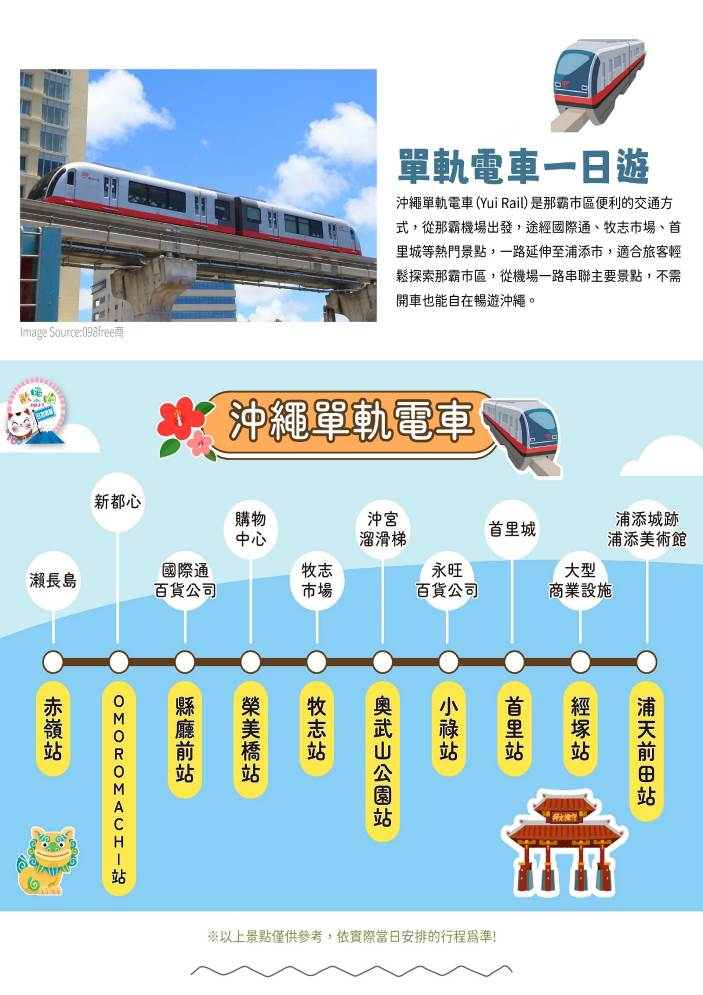 單軌電車一日遊
沖繩單軌電車(Yui Rail)是那霸市區便利的交通方
式，從那霸機場出發，途經國際通、牧志市場、首
里城等熱門景點，一路延伸至浦添市，適合旅客輕
鬆探索那霸市區，從機場一路串聯主要景點，不需
開車也能自在暢遊沖繩。
Image Source:098free商
沖繩單軌電車
瀨長島
新都心
國際通
百貨公司
購物
中心
牧志
市場
沖宮
溜滑梯
永旺
百貨公司
首里城
大型
商業設施
浦添城跡
浦添美術館
赤嶺站
OMOROMACHI站
縣廳前站
榮美橋站
牧志站
奧武山公園站
小祿站
首里站
經塚站
浦天前田站
※以上景點僅供參考，依實際當日安排的行程為準!